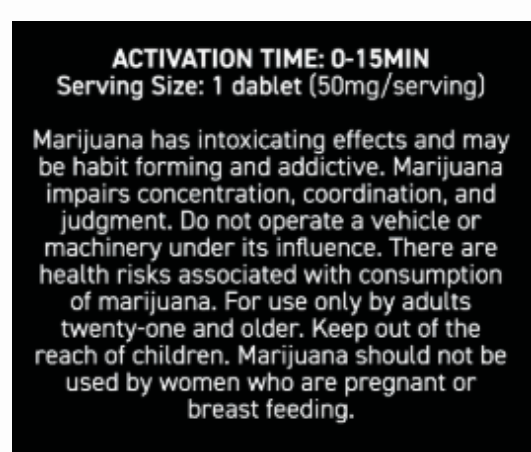 ACTIVATION TIME: 0-15MIN
Serving Size: 1 dablet (50mg/serving)
Marijuana has intoxicating effects and may
be habit forming and addictive. Marijuana
impairs concentration, coordination, and
judgment. Do not operate a vehicle or
machinery under its influence. There are
health risks associated with consumption
of marijuana. For use only by adults
twenty-one and older. Keep out of the
reach of children. Marijuana should not be
used by women who are pregnant or
breast feeding.